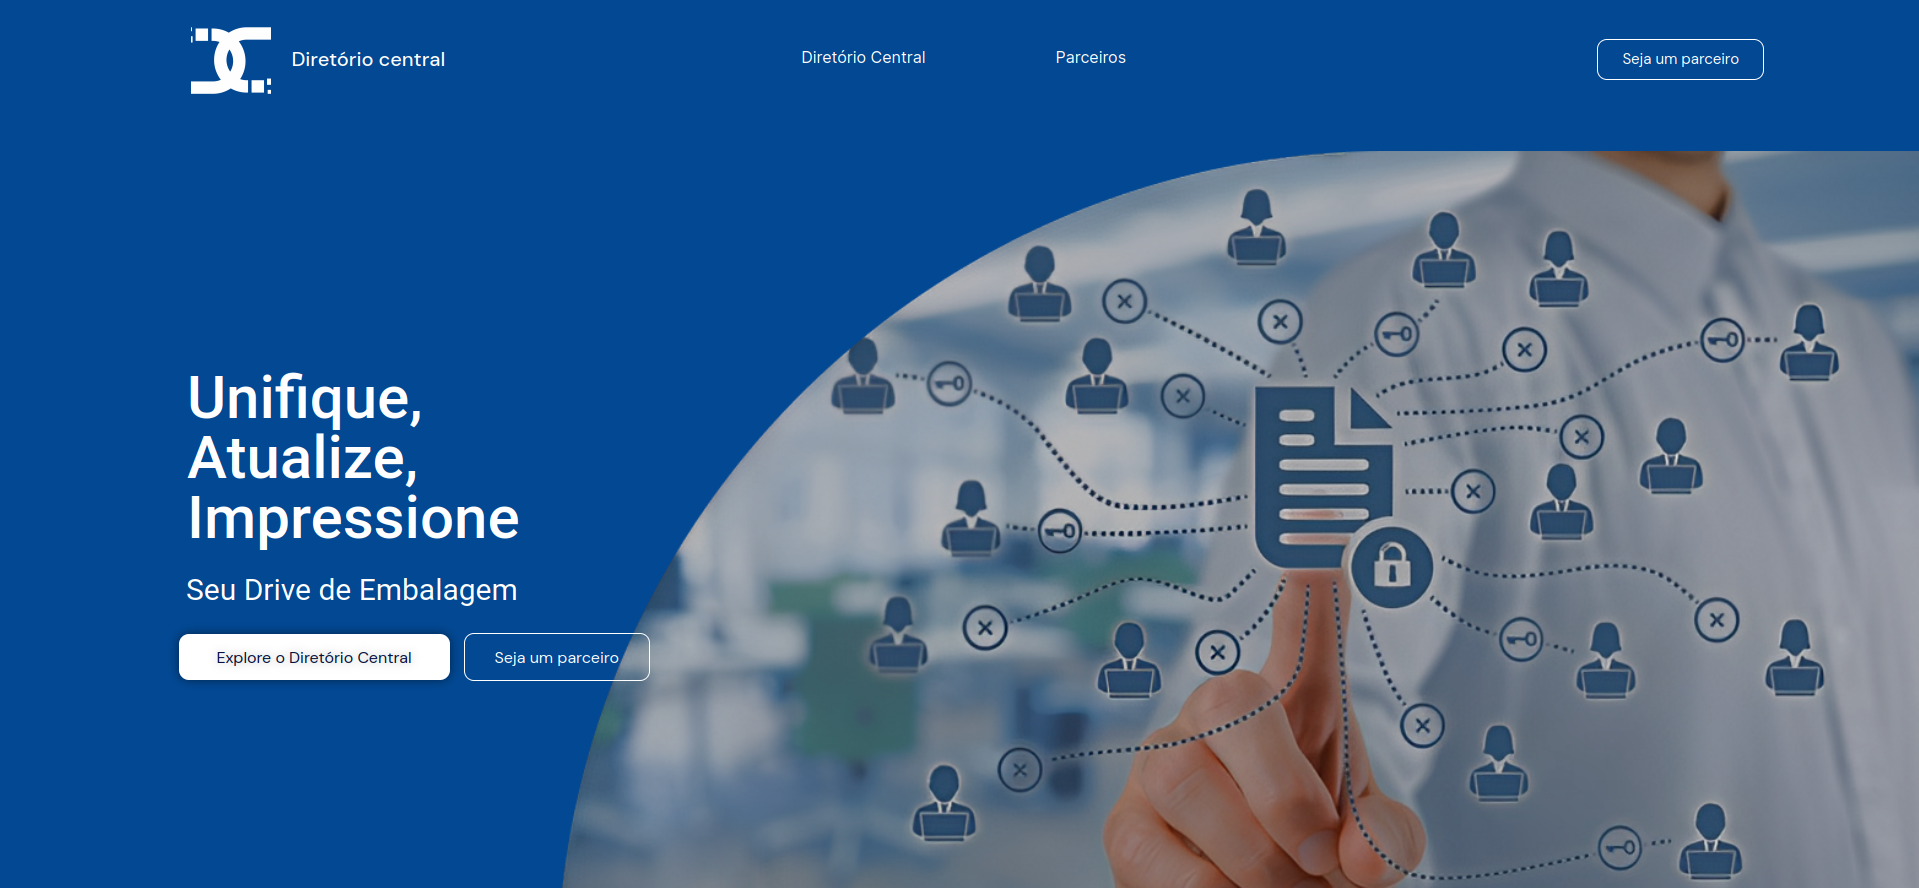 Diretório central
Diretório Central
Parceiros
Seja um parceiro
Unifique,
Atualize,
Impressione
Seu Drive de Embalagem
Explore o Diretório Central
Seja um parceiro